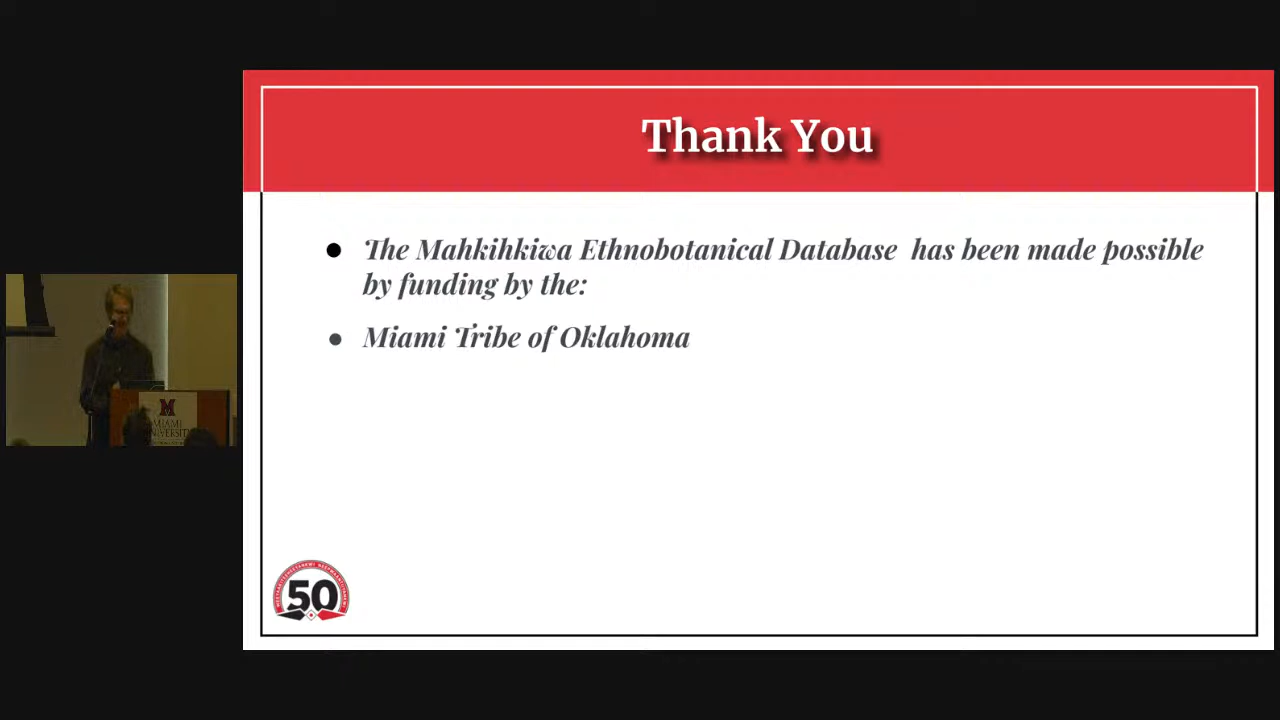 Thank You
The Mahkihkiwa Ethnobotanical Database has been made possible
by funding by the:
Miami Tribe of Oklahoma
50
M
MIAMI